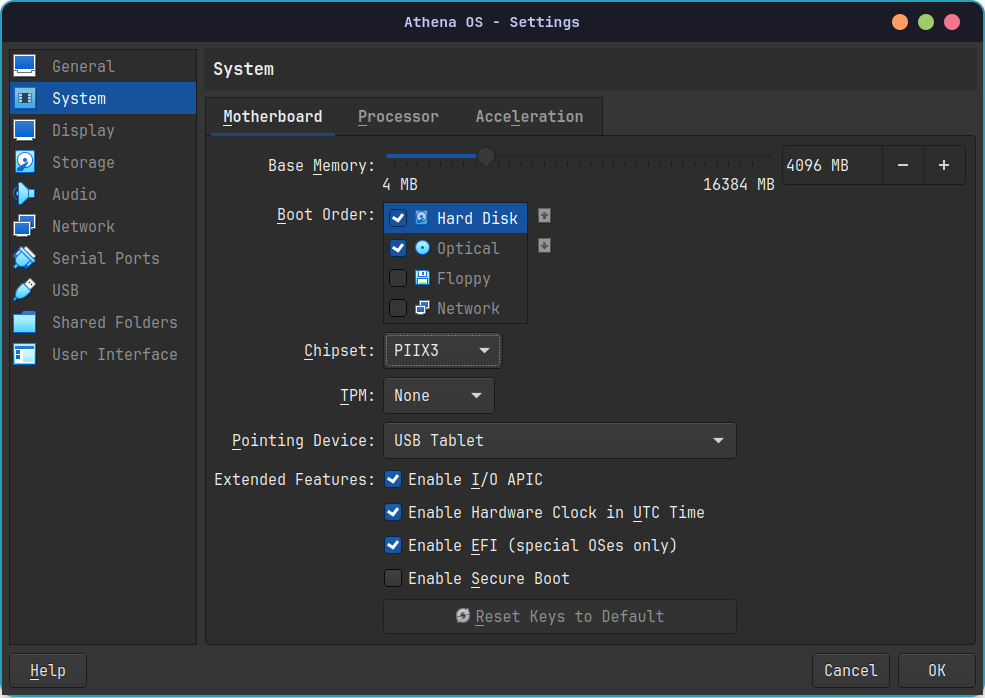 Athena OS - Settings
General
System
Display
Storage
Audio
Network
Serial Ports
USB
Shared Folders
User Interface
System
Motherboard Processor Acceleration
Base Memory: 4096 MB
4 MB 16384 MB
Boot Order: Hard Disk
Optical
Floppy
Network
Chipset: PIIX3
TPM: None
Pointing Device: USB Tablet
Extended Features: Enable I/O APIC
Enable Hardware Clock in UTC Time
Enable EFI (special OSes only)
Enable Secure Boot
Reset Keys to Default
Help Cancel OK